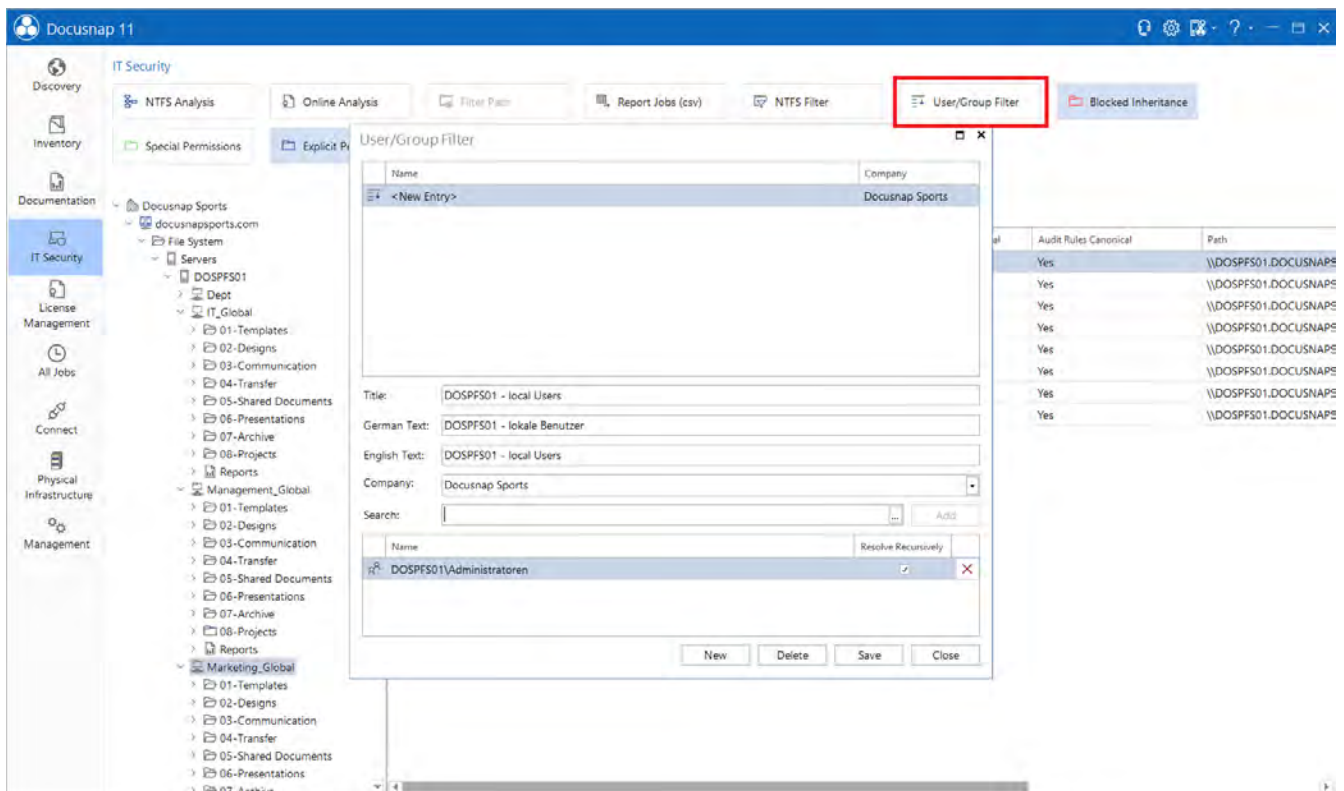 Docusnap 11
?
Discovery
Inventory
Documentation
IT Security
License
Management
All Jobs
Connect
Physical
Infrastructure
Management
IT Security
NTFS Analysis
Online Analysis
Filter Path
Report Jobs (csv)
NTFS Filter
User/Group Filter
Blocked Inheritance
Special Permissions
Explicit
Docusnap Sports
docusnapsports.com
File System
Servers
DOSPFS01
Dept
IT_Global
01-Templates
02-Designs
03-Communication
04-Transfer
05-Shared Documents
06-Presentations
07-Archive
08-Projects
Reports
Management_Global
01-Templates
02-Designs
03-Communication
04-Transfer
05-Shared Documents
06-Presentations
07-Archive
08-Projects
Reports
Marketing_Global
01-Templates
02-Designs
03-Communication
04-Transfer
05-Shared Documents
06-Presentations
User/Group Filter
Name Company
<New Entry> Docusnap Sports
Title: DOSPFS01 - local Users
German Text: DOSPFS01 - lokale Benutzer
English Text: DOSPFS01 - local Users
Company: Docusnap Sports
Search: ... Add
Name Resolve Recursively
DOSPFS01\Administratoren
New Delete Save Close
al Audit Rules Canonical Path
Yes \\DOSPFS01.DOCUSNAPS
Yes \\DOSPFS01.DOCUSNAPS
Yes \\DOSPFS01.DOCUSNAPS
Yes \\DOSPFS01.DOCUSNAPS
Yes \\DOSPFS01.DOCUSNAPS
Yes \\DOSPFS01.DOCUSNAPS
Yes \\DOSPFS01.DOCUSNAPS
Yes \\DOSPFS01.DOCUSNAPS